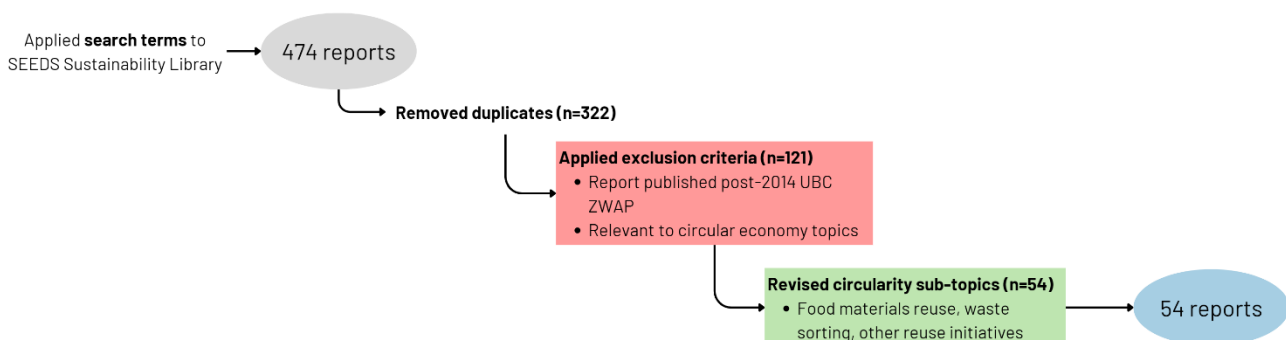 Applied search terms to
SEEDS Sustainability Library
474 reports
Removed duplicates (n=322)
Applied exclusion criteria (n=121)
• Report published post-2014 UBC
ZWAP
• Relevant to circular economy topics
Revised circularity sub-topics (n=54)
• Food materials reuse, waste
sorting, other reuse initiatives
54 reports